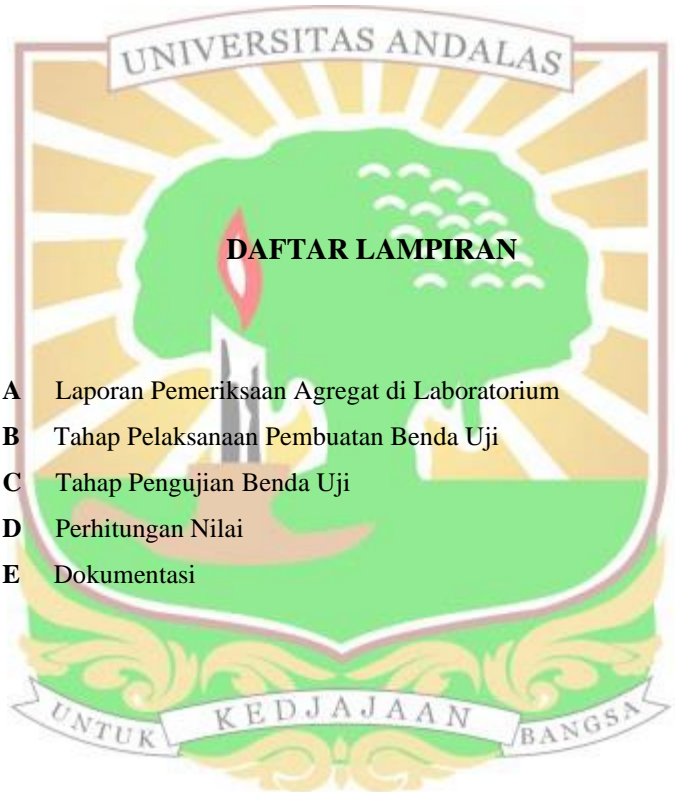 UNIVERSITAS ANDALAS
DAFTAR LAMPIRAN
A Laporan Pemeriksaan Agregat di Laboratorium
B Tahap Pelaksanaan Pembuatan Benda Uji
C Tahap Pengujian Benda Uji
D Perhitungan Nilai
E Dokumentasi
UNTUK KEDJAJAAN BANGSA